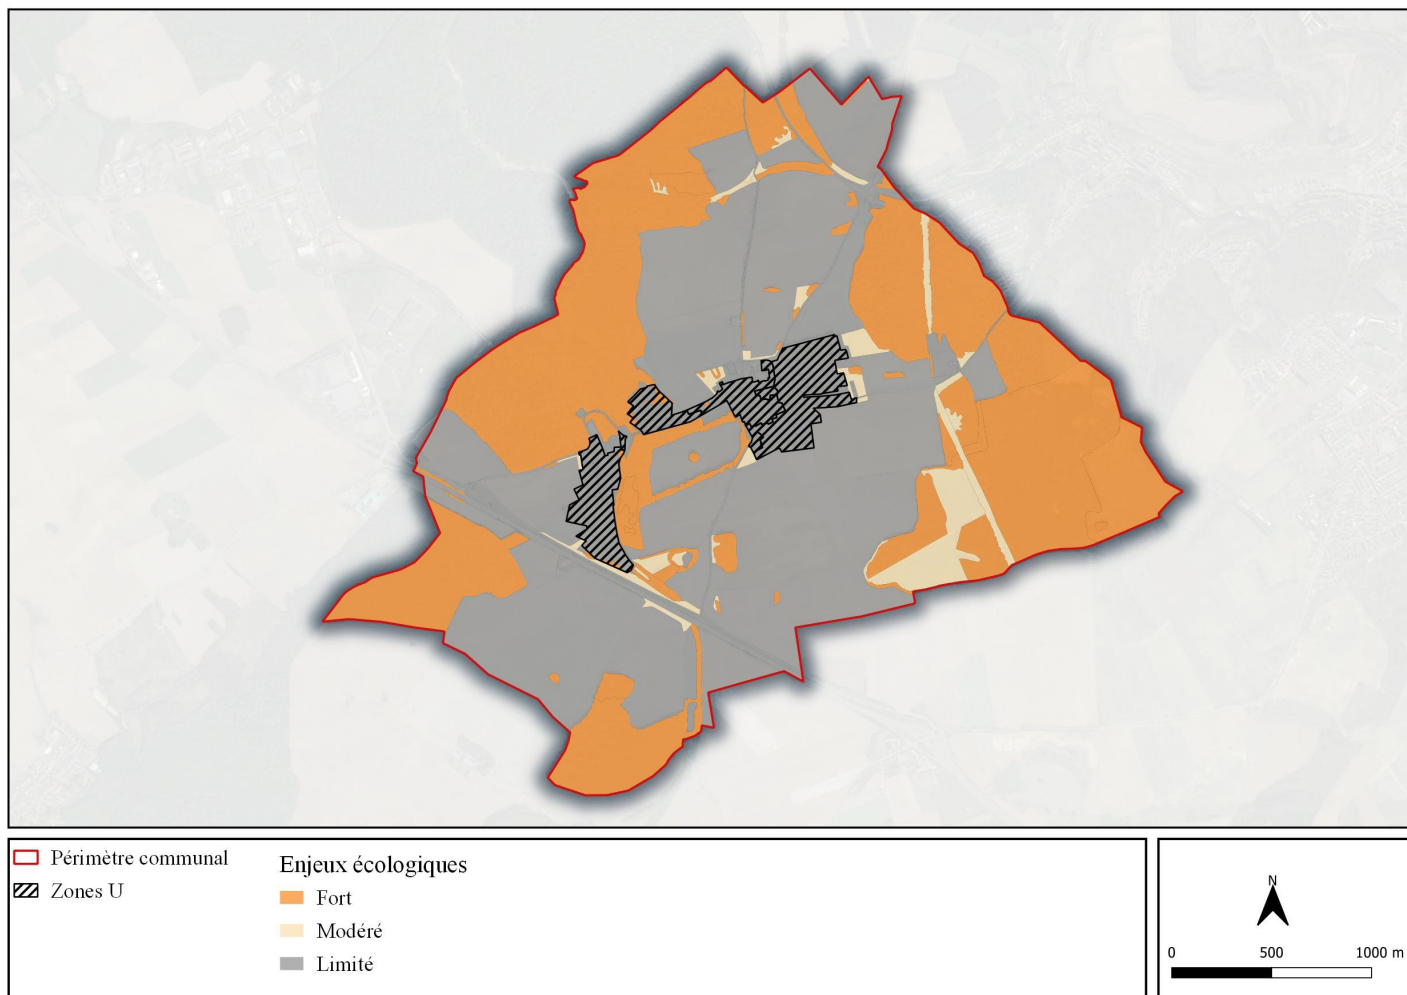 Périmètre communal
Zones U
Enjeux écologiques
Fort
Modéré
Limité
N
0 500 1000 m